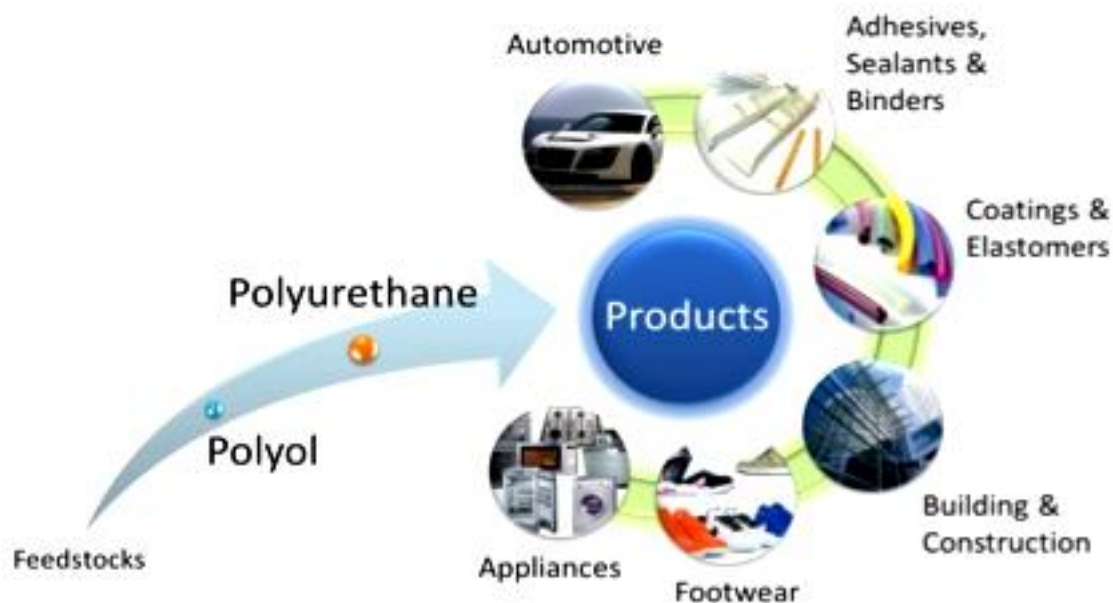 Automotive
Adhesives,
Sealants &
Binders
Coatings &
Elastomers
Polyurethane
Products
Polyol
Building &
Construction
Feedstocks
Appliances
Footwear